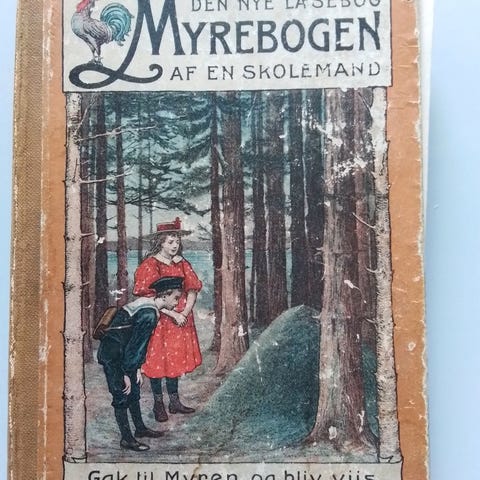 DEN NYE LÆSEBOG
MYREBOGEN
AF EN SKOLEMAND
Gak til Myren og bliv viis